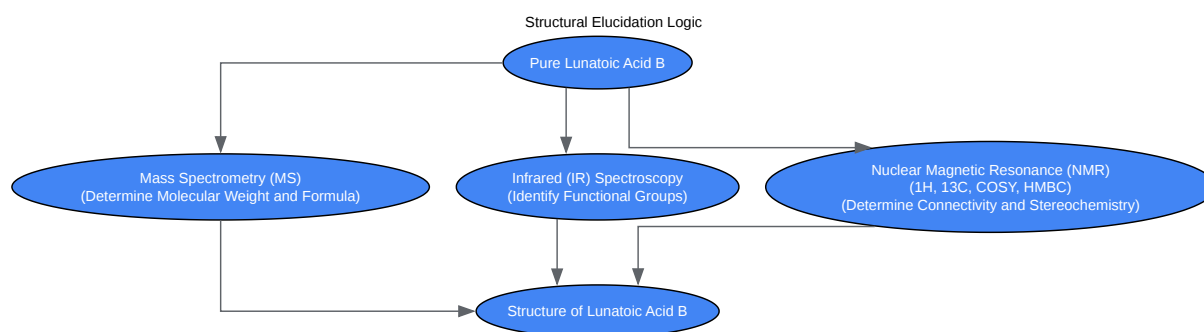 Structural Elucidation Logic
Pure Lunatoic Acid B
Mass Spectrometry (MS)
(Determine Molecular Weight and Formula)
Infrared (IR) Spectroscopy
(Identify Functional Groups)
Nuclear Magnetic Resonance (NMR)
(1H, 13C, COSY, HMBC)
(Determine Connectivity and Stereochemistry)
Structure of Lunatoic Acid B